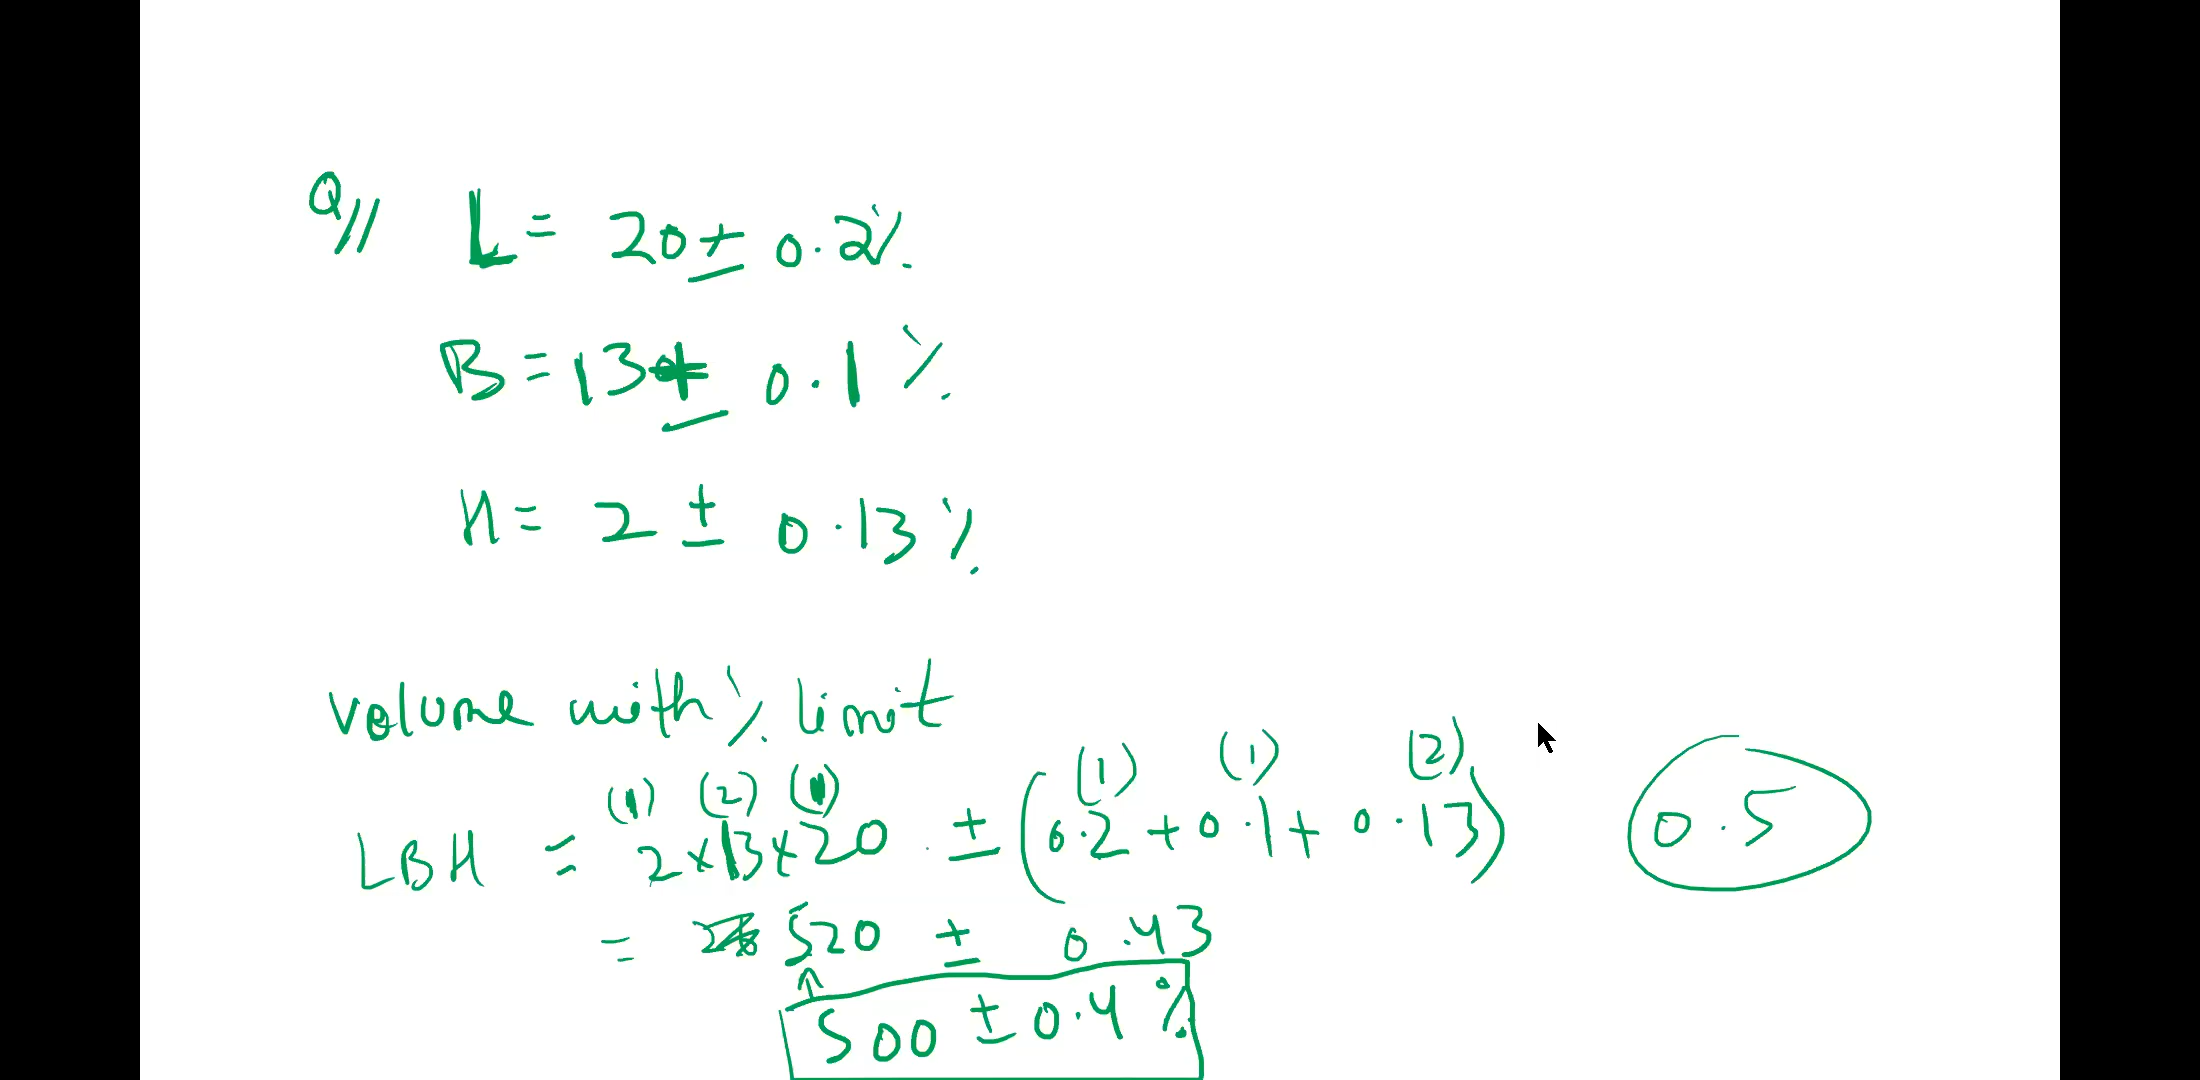 Q//  L = 20 ± 0.2%
B = 13 ± 0.1%
H = 2 ± 0.13%
volume with % limit
(1) (2) (1) (1) (1) (2)
LBH = 2×13×20 ± (0.2 + 0.1 + 0.13) 0.5
= 520 ± 0.43
500 ± 0.4%